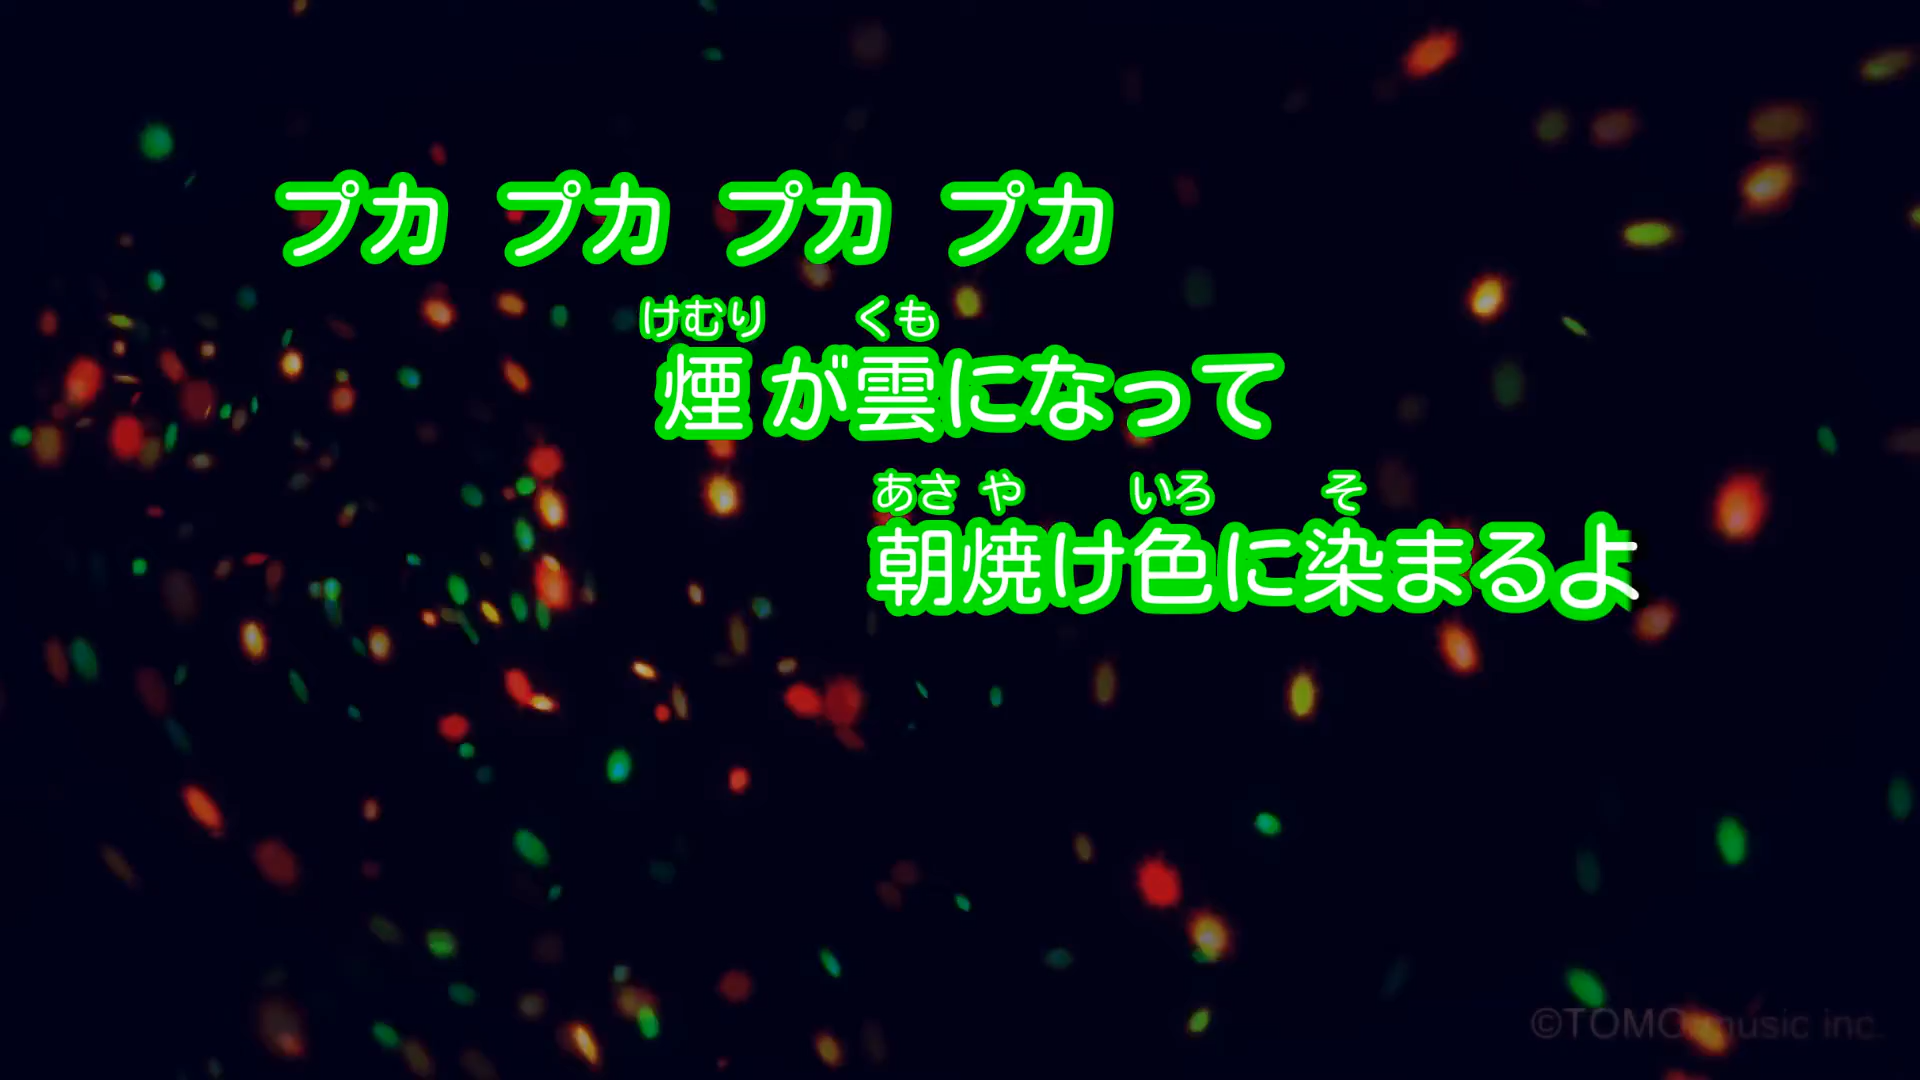 プカ プカ プカ プカ
けむり くも
煙が雲になって
あさ や いろ そ
朝焼け色に染まるよ
©TOMO music inc.